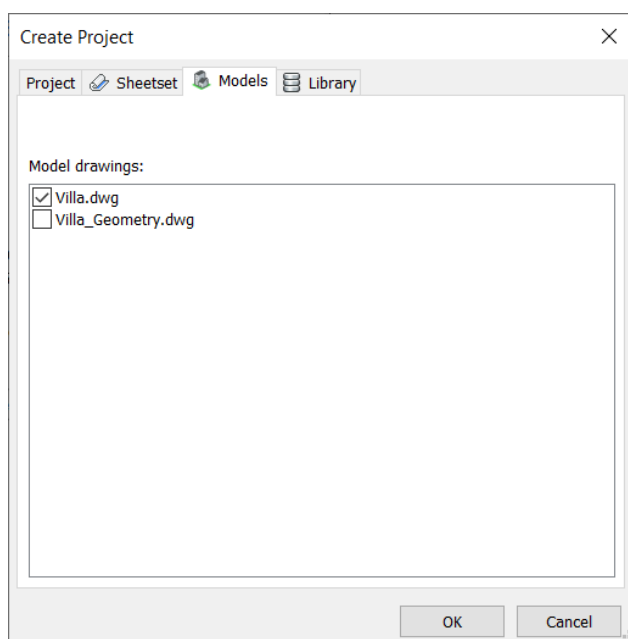 Create Project
Project Sheetset Models Library
Model drawings:
Villa.dwg
Villa_Geometry.dwg
OK Cancel